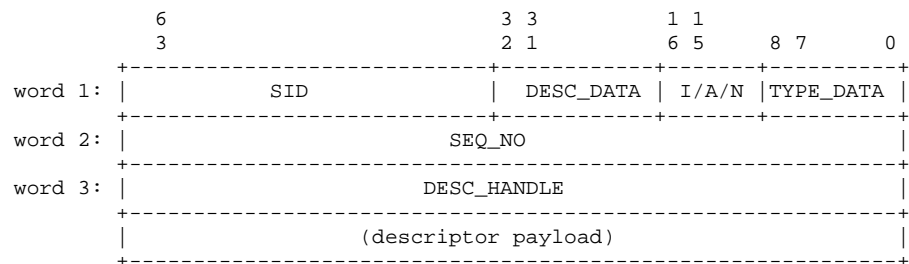 6 3 3 1 1
3 2 1 6 5 8 7 0
word 1: SID DESC_DATA I/A/N TYPE_DATA
word 2: SEQ_NO
word 3: DESC_HANDLE
(descriptor payload)